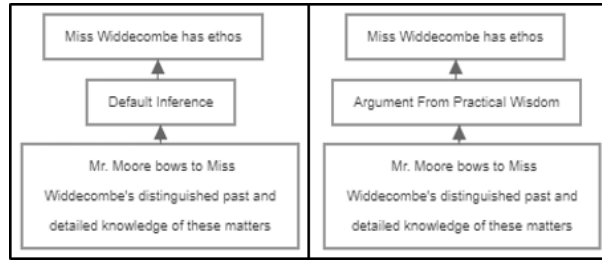 Miss Widdecombe has ethos
Default Inference
Mr. Moore bows to Miss
Widdecombe's distinguished past and
detailed knowledge of these matters
Miss Widdecombe has ethos
Argument From Practical Wisdom
Mr. Moore bows to Miss
Widdecombe's distinguished past and
detailed knowledge of these matters